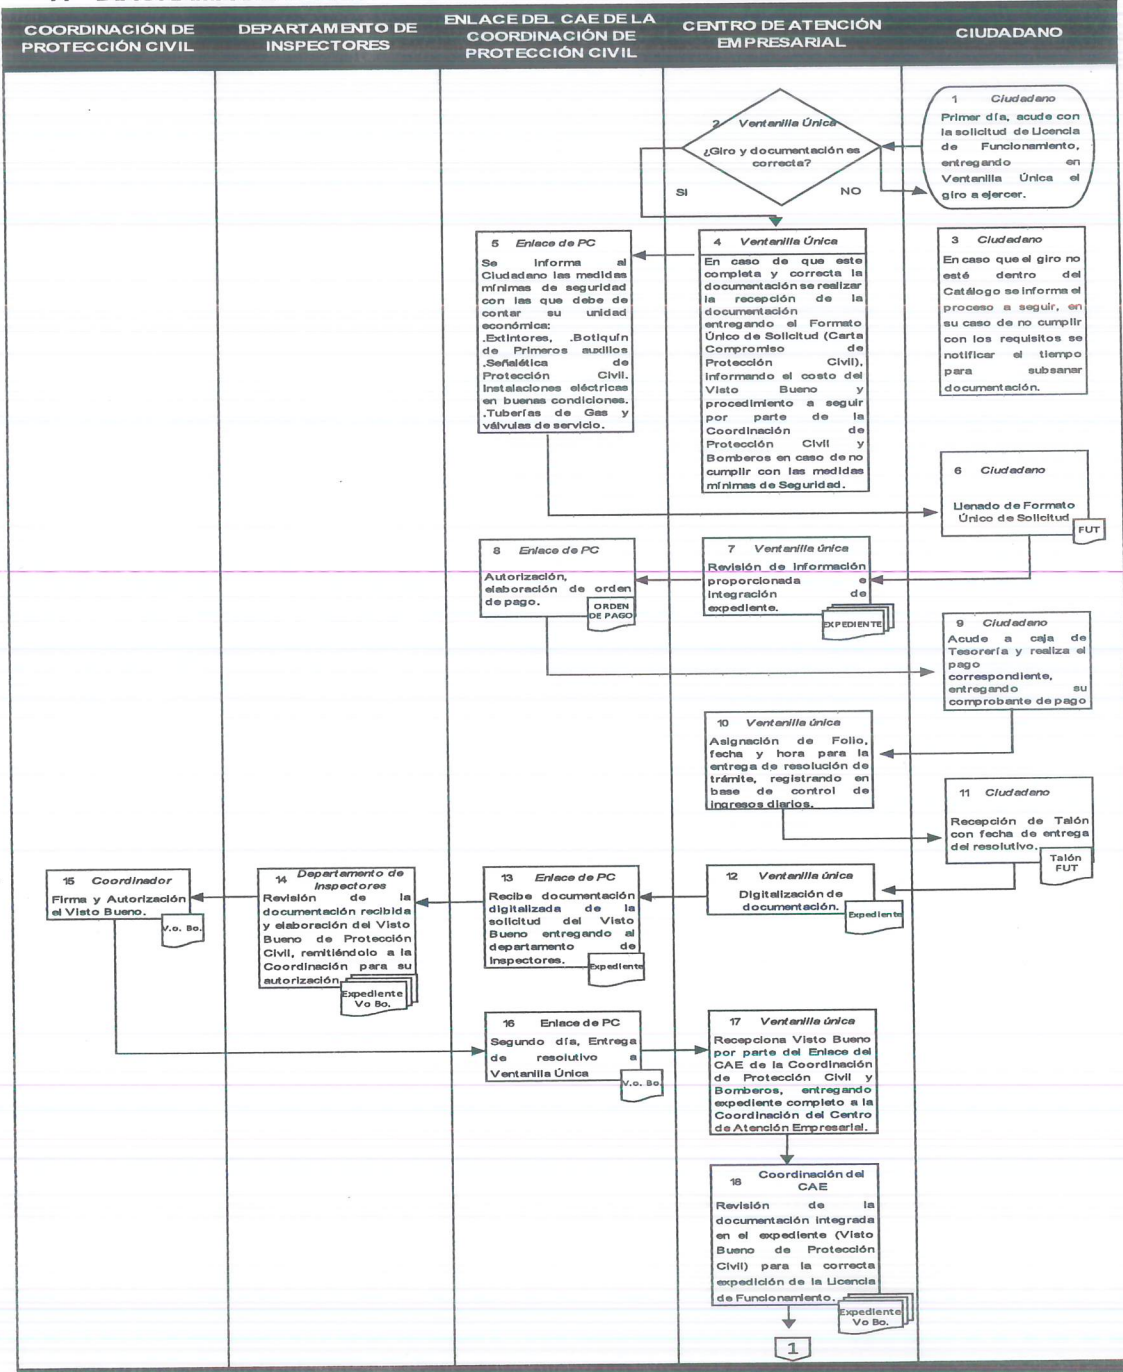 COORDINACIÓN DE
PROTECCIÓN CIVIL
DEPARTAMENTO DE
INSPECTORES
ENLACE DEL CAE DE LA
COORDINACIÓN DE
PROTECCIÓN CIVIL
CENTRO DE ATENCIÓN
EMPRESARIAL
CIUDADANO
1 Ciudadano
Primer día, acude con
la solicitud de Licencia
de Funcionamiento,
entregando en
Ventanilla Única el
giro a ejercer.
2 Ventanilla Única
¿Giro y documentación es
correcta?
SI
NO
3 Ciudadano
En caso que el giro no
esté dentro del
Catálogo se informa el
proceso a seguir, en
su caso de no cumplir
con los requisitos se
notificar el tiempo
para subsanar
documentación.
4 Ventanilla Única
En caso de que este
completa y correcta la
documentación se realizar
la recepción de la
documentación
entregando el Formato
Único de Solicitud (Carta
Compromiso de
Protección Civil),
informando el costo del
Visto Bueno y
procedimiento a seguir
por parte de la
Coordinación de
Protección Civil y
Bomberos en caso de no
cumplir con las medidas
mínimas de Seguridad.
5 Enlace de PC
Se informa al
Ciudadano las medidas
mínimas de seguridad
con las que debe de
contar su unidad
económica:
.Extintores, .Botiquín
de Primeros auxilios
.Señalética de
Protección Civil.
Instalaciones eléctricas
en buenas condiciones.
.Tuberías de Gas y
válvulas de servicio.
6 Ciudadano
Llenado de Formato
Único de Solicitud
FUT
7 Ventanilla única
Revisión de información
proporcionada e
integración de
expediente.
EXPEDIENTE
8 Enlace de PC
Autorización,
elaboración de orden
de pago.
ORDEN
DE PAGO
9 Ciudadano
Acude a caja de
Tesorería y realiza el
pago
correspondiente,
entregando su
comprobante de pago
10 Ventanilla única
Asignación de Folio,
fecha y hora para la
entrega de resolución de
trámite, registrando en
base de control de
ingresos diarios.
11 Ciudadano
Recepción de Talón
con fecha de entrega
del resolutivo.
Talón
FUT
12 Ventanilla única
Digitalización de
documentación.
Expediente
13 Enlace de PC
Recibe documentación
digitalizada de la
solicitud del Visto
Bueno entregando al
departamento de
Inspectores.
Expediente
14 Departamento de
Inspectores
Revisión de la
documentación recibida
y elaboración del Visto
Bueno de Protección
Civil, remitiéndolo a la
Coordinación para su
autorización
Expediente
Vo Bo.
15 Coordinador
Firma y Autorización
el Visto Bueno.
V.o. Bo.
16 Enlace de PC
Segundo día, Entrega
de resolutivo a
Ventanilla Única
V.o. Bo.
17 Ventanilla única
Recepciona Visto Bueno
por parte del Enlace del
CAE de la Coordinación
de Protección Civil y
Bomberos, entregando
expediente completo a la
Coordinación del Centro
de Atención Empresarial.
18 Coordinación del
CAE
Revisión de la
documentación integrada
en el expediente (Visto
Bueno de Protección
Civil) para la correcta
expedición de la Licencia
de Funcionamiento.
Expediente
Vo Bo.
1